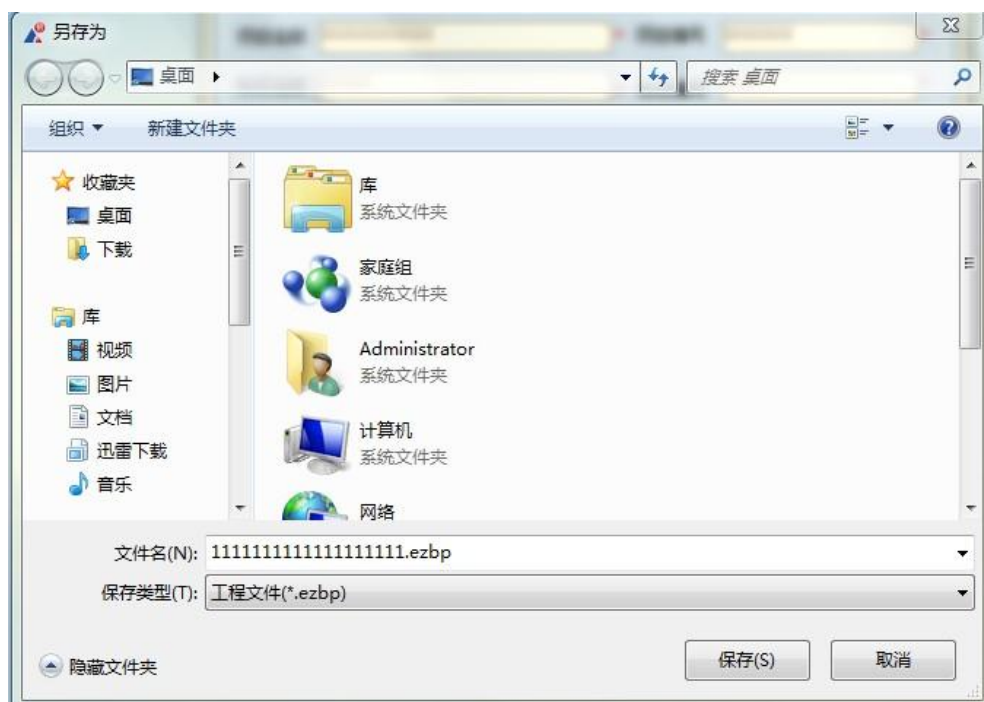 另存为
桌面
搜索 桌面
组织
新建文件夹
收藏夹
桌面
下载
库
视频
图片
文档
迅雷下载
音乐
库
系统文件夹
家庭组
系统文件夹
Administrator
系统文件夹
计算机
系统文件夹
网络
文件名(N): 1111111111111111111.ezbp
保存类型(T): 工程文件(*.ezbp)
隐藏文件夹
保存(S)
取消